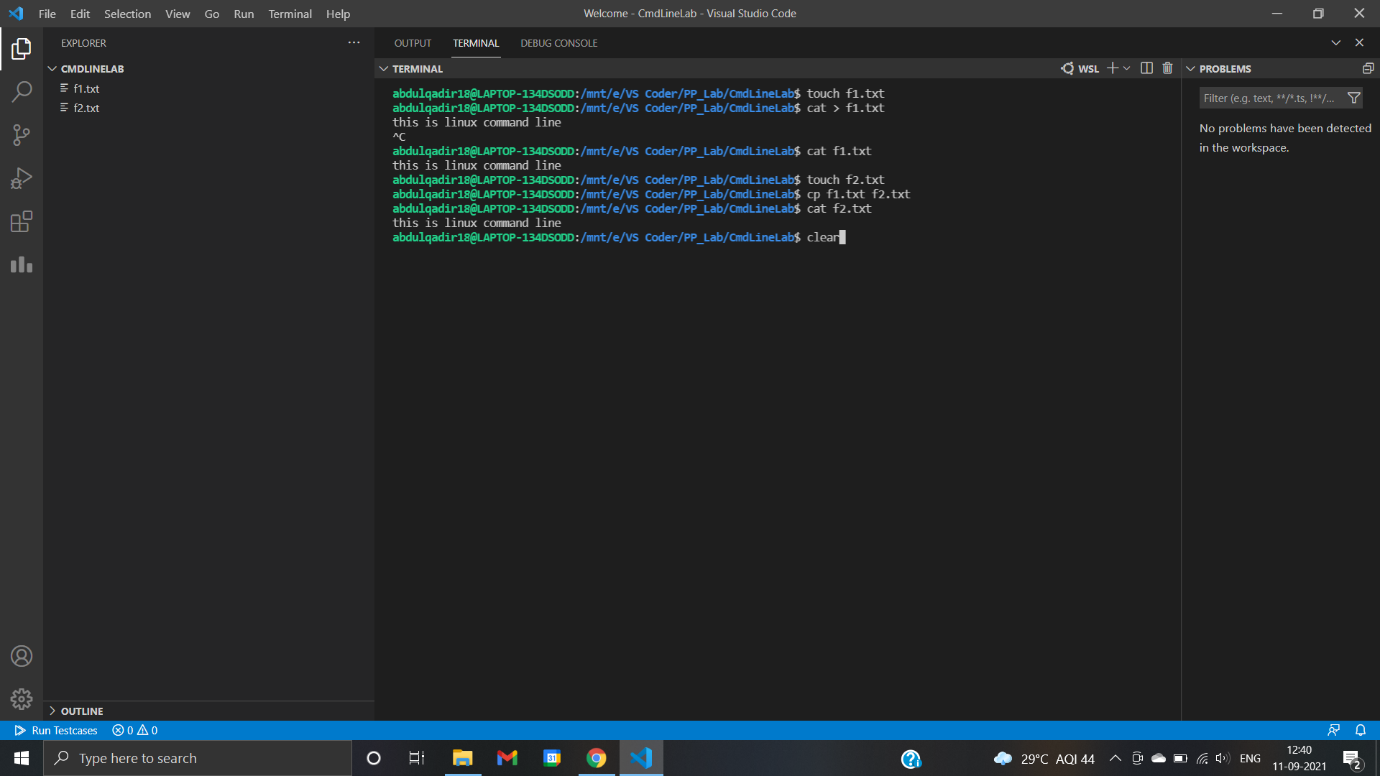 File Edit Selection View Go Run Terminal Help
Welcome - CmdLineLab - Visual Studio Code
EXPLORER
CMDLINELAB
f1.txt
f2.txt
OUTLINE
OUTPUT TERMINAL DEBUG CONSOLE
TERMINAL
WSL
abdulqadir18@LAPTOP-134DSODD:/mnt/e/VS Coder/PP_Lab/CmdLineLab$ touch f1.txt
abdulqadir18@LAPTOP-134DSODD:/mnt/e/VS Coder/PP_Lab/CmdLineLab$ cat > f1.txt
this is linux command line
^C
abdulqadir18@LAPTOP-134DSODD:/mnt/e/VS Coder/PP_Lab/CmdLineLab$ cat f1.txt
this is linux command line
abdulqadir18@LAPTOP-134DSODD:/mnt/e/VS Coder/PP_Lab/CmdLineLab$ touch f2.txt
abdulqadir18@LAPTOP-134DSODD:/mnt/e/VS Coder/PP_Lab/CmdLineLab$ cp f1.txt f2.txt
abdulqadir18@LAPTOP-134DSODD:/mnt/e/VS Coder/PP_Lab/CmdLineLab$ cat f2.txt
this is linux command line
abdulqadir18@LAPTOP-134DSODD:/mnt/e/VS Coder/PP_Lab/CmdLineLab$ clear
PROBLEMS
Filter (e.g. text, **/*.ts, !**/...
No problems have been detected
in the workspace.
Run Testcases 0 0
Type here to search
31
29°C AQI 44
ENG
12:40
11-09-2021
2